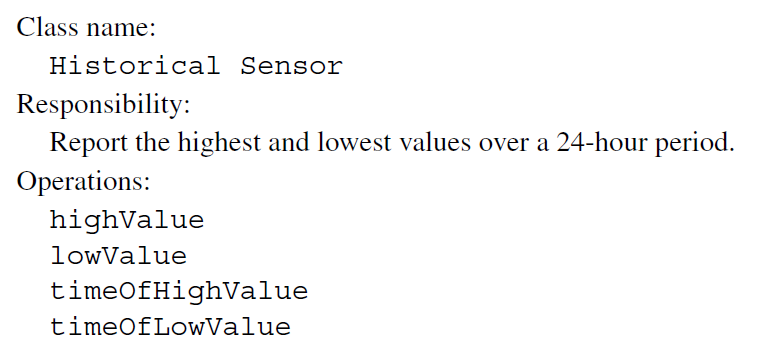 Class name:
Historical Sensor
Responsibility:
Report the highest and lowest values over a 24-hour period.
Operations:
highValue
lowValue
timeOfHighValue
timeOfLowValue